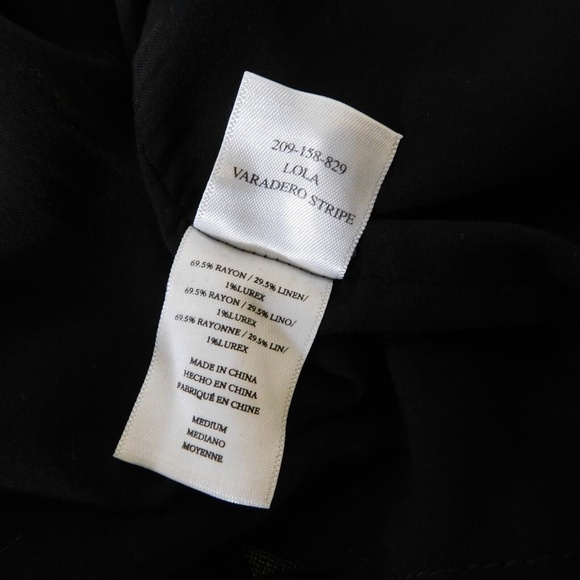 209-158-829
LOLA
VARADERO STRIPE
69.5% RAYON / 29.5% LINEN/
1%LUREX
69.5% RAYON / 29.5% LINO/
1%LUREX
69.5% RAYONNE / 29.5% LIN/
1%LUREX
MADE IN CHINA
HECHO EN CHINA
FABRIQUÉ EN CHINE
MEDIUM
MEDIANO
MOYENNE